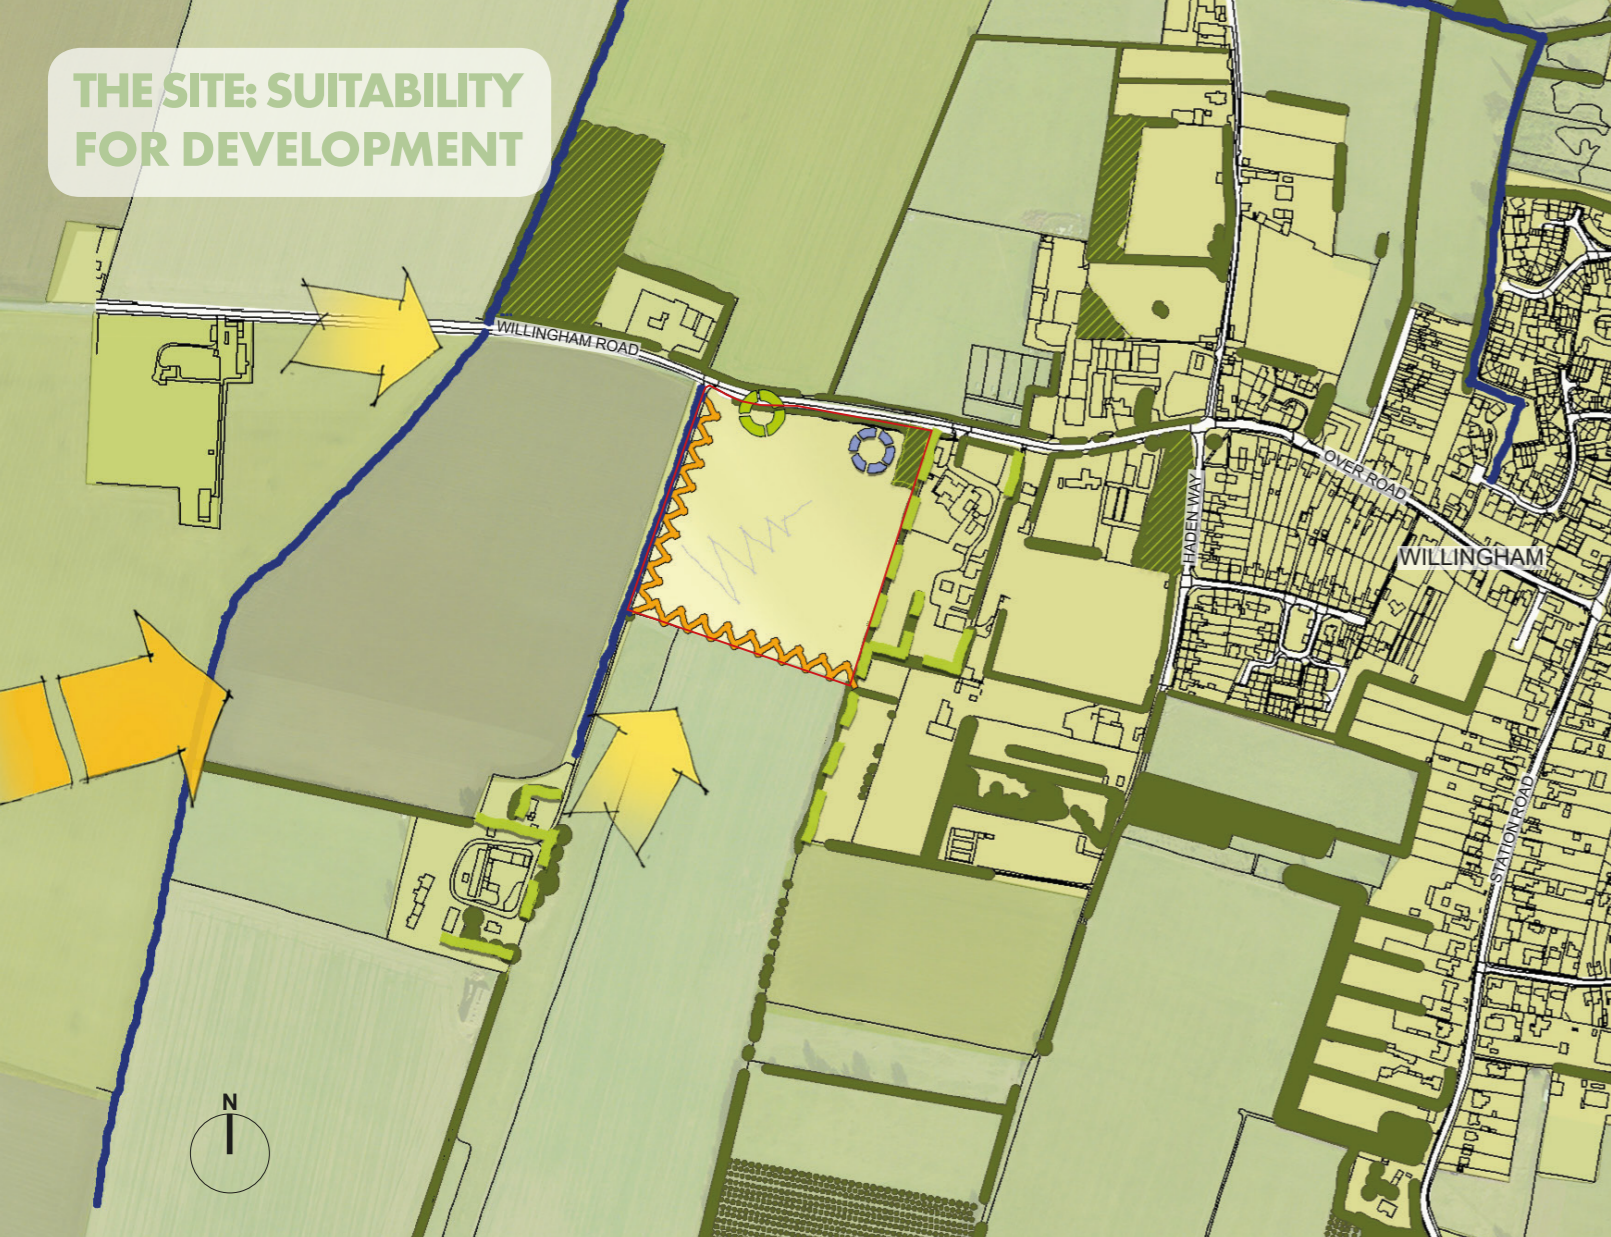 THE SITE: SUITABILITY
FOR DEVELOPMENT
WILLINGHAM ROAD
OVER ROAD
HADEN WAY
WILLINGHAM
STATION ROAD
N